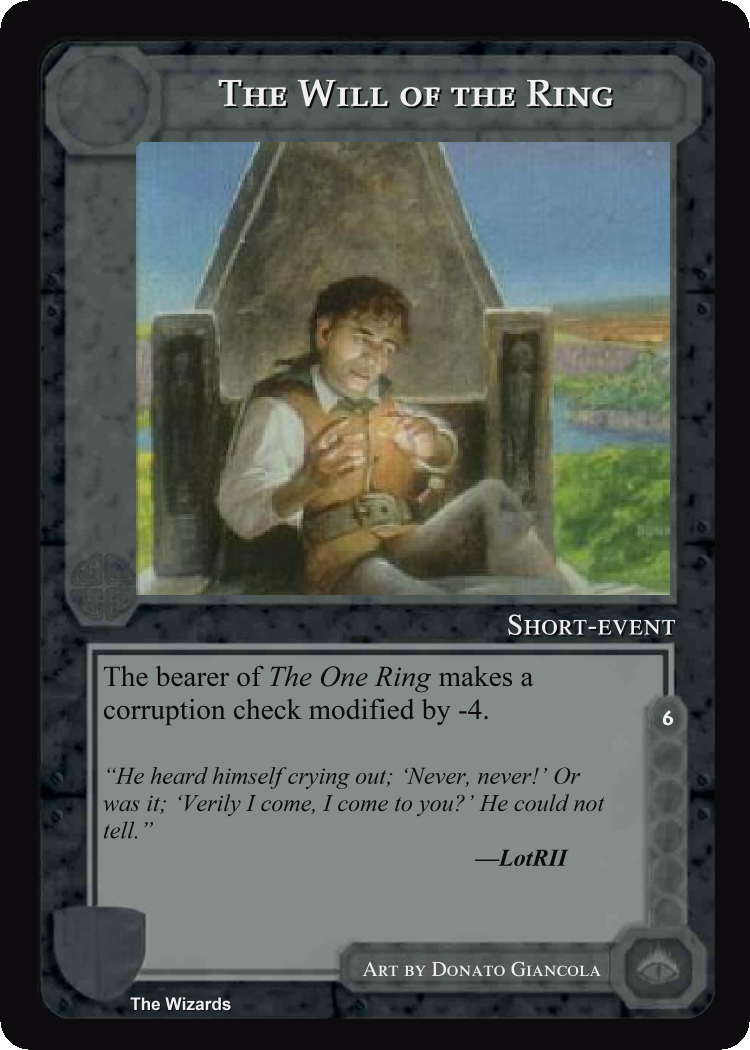 The Will of the Ring
Short-event
The bearer of The One Ring makes a
corruption check modified by -4.
6
“He heard himself crying out; ‘Never, never!’ Or
was it; ‘Verily I come, I come to you?’ He could not
tell.”
—LotRII
Art by Donato Giancola
The Wizards